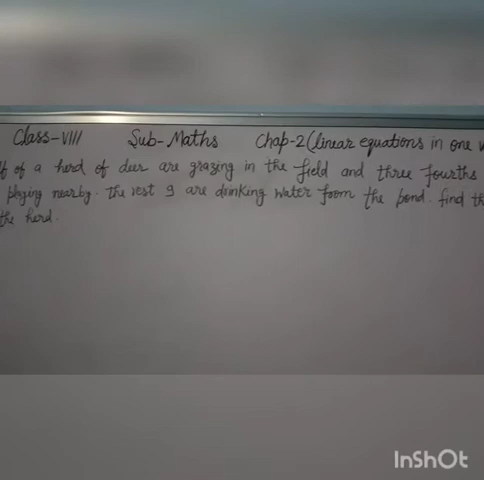 Class-VIII Sub-Maths Chap-2(linear equations in one v
f of a herd of deer are grazing in the field and three fourths
playing nearby. The rest 9 are drinking water from the pond. find th
the herd.
InShOt